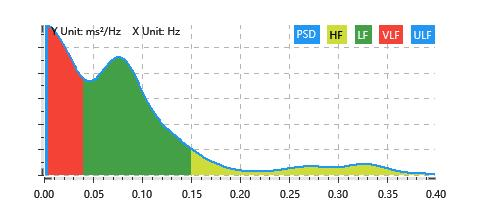 Y Unit: ms²/Hz X Unit: Hz
PSD HF LF VLF ULF
0.00 0.05 0.10 0.15 0.20 0.25 0.30 0.35 0.40